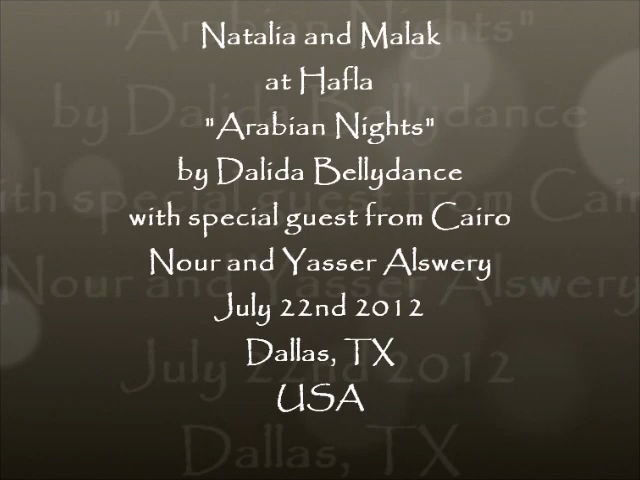 Natalia and Malak
at Hafla
"Arabian Nights"
by Dalida Bellydance
with special guest from Cairo
Nour and Yasser Alswery
July 22nd 2012
Dallas, TX
USA